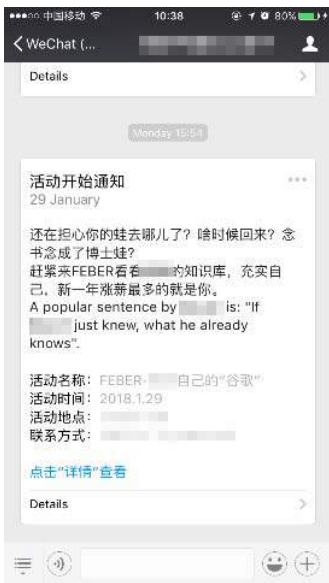 中国移动 10:38 80%
WeChat (...
Details
Monday 15:54
活动开始通知
29 January
还在担心你的蛙去哪儿了？啥时候回来？念
书念成了博士蛙？
赶紧来FEBER看看 的知识库，充实自
己，新一年涨薪最多的就是你。
A popular sentence by is: "If
just knew, what he already
knows".
活动名称：FEBER- 自己的“谷歌”
活动时间：2018.1.29
活动地点：
联系方式：
点击“详情”查看
Details